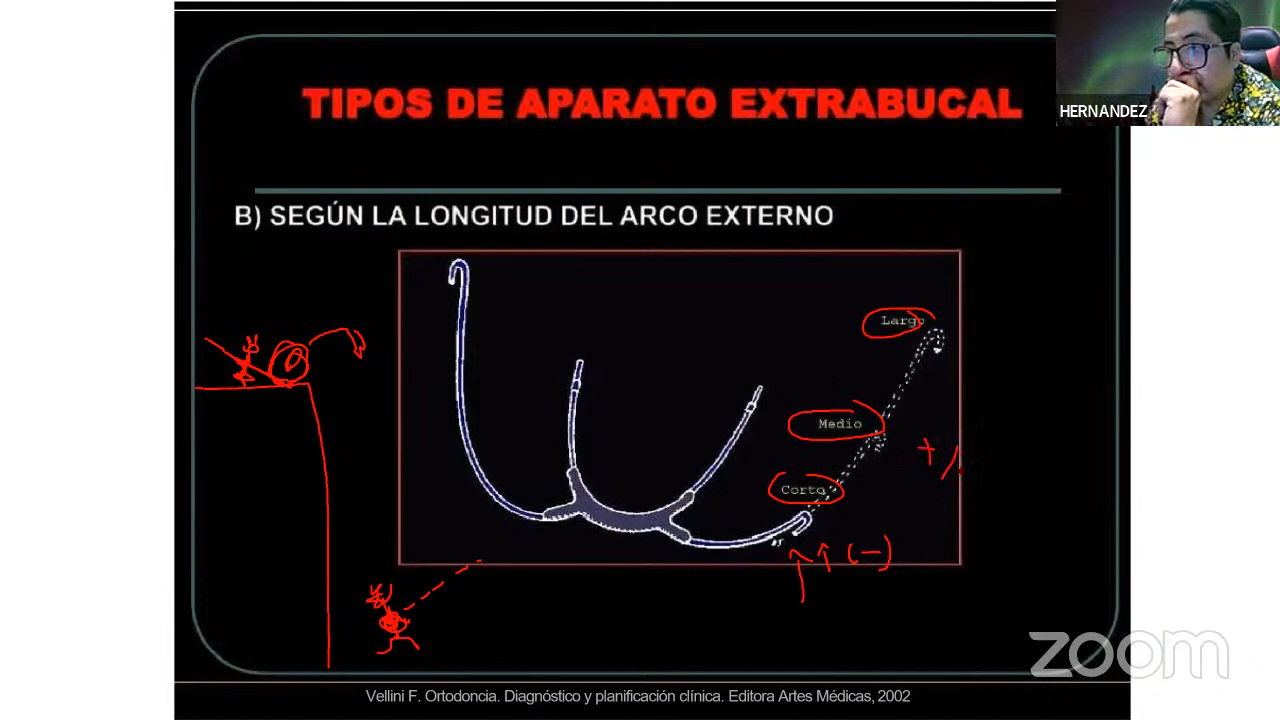 HERNANDEZ
TIPOS DE APARATO EXTRABUCAL
B) SEGÚN LA LONGITUD DEL ARCO EXTERNO
Largo
Medio
+
Corto
(-)
zoom
Vellini F. Ortodoncia. Diagnóstico y planificación clínica. Editora Artes Médicas, 2002